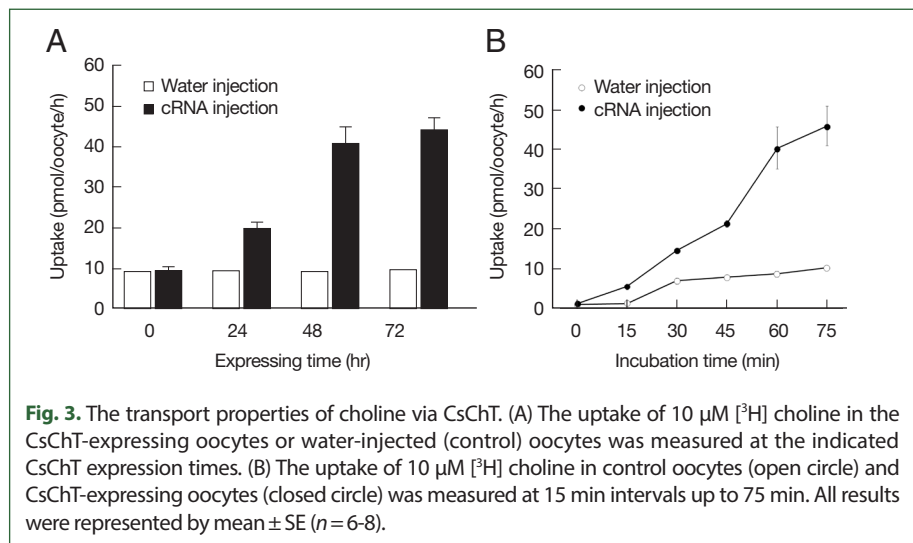 A
60
50
40
30
20
10
0
Uptake (pmol/oocyte/h)
Water injection
cRNA injection
0 24 48 72
Expressing time (hr)
B
60
50
40
30
20
10
0
Uptake (pmol/oocyte/h)
Water injection
cRNA injection
0 15 30 45 60 75
Incubation time (min)
Fig. 3. The transport properties of choline via CsChT. (A) The uptake of 10 μM [³H] choline in the
CsChT-expressing oocytes or water-injected (control) oocytes was measured at the indicated
CsChT expression times. (B) The uptake of 10 μM [³H] choline in control oocytes (open circle) and
CsChT-expressing oocytes (closed circle) was measured at 15 min intervals up to 75 min. All results
were represented by mean ± SE (n = 6-8).